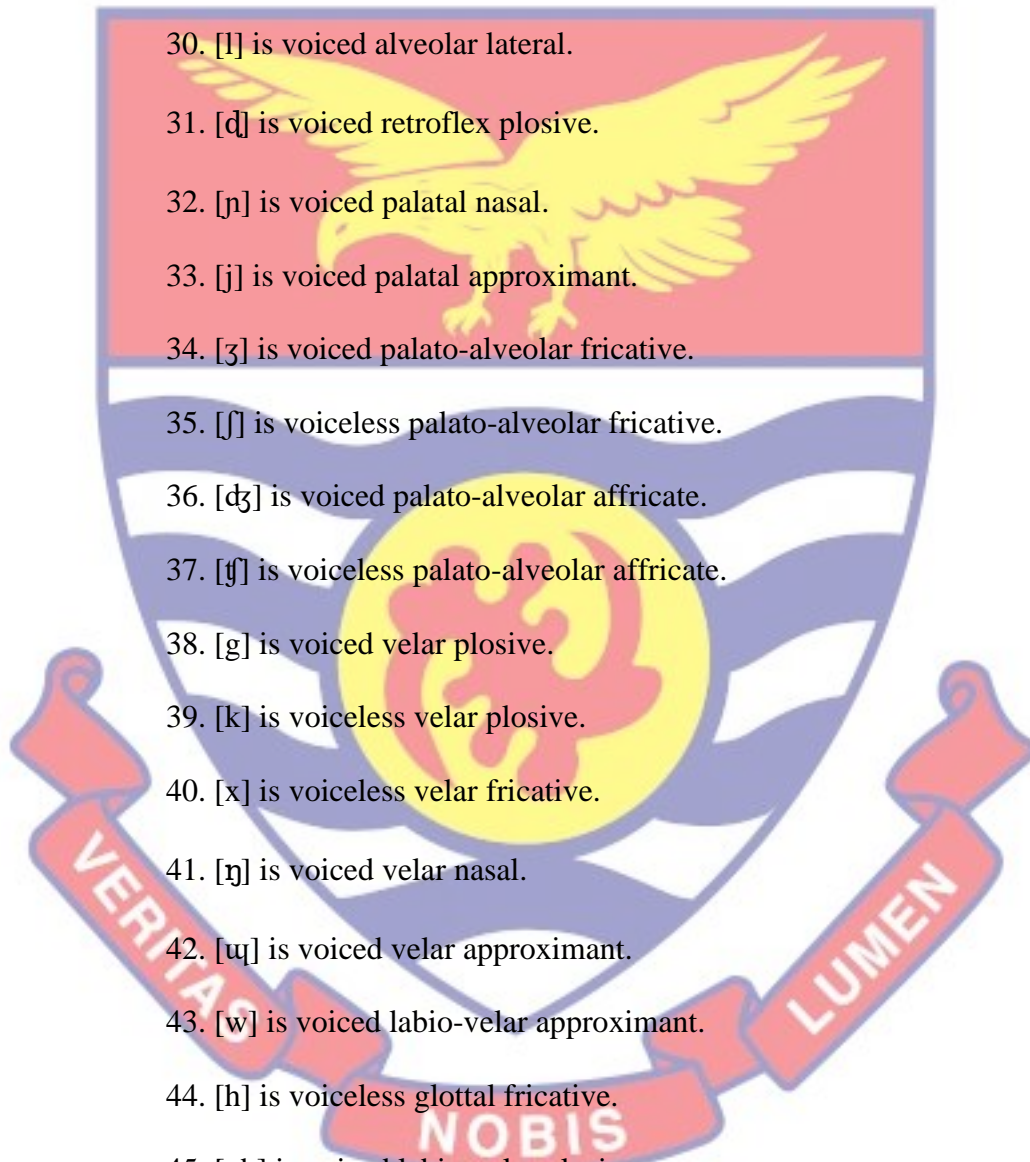 30. [l] is voiced alveolar lateral.
31. [ɖ] is voiced retroflex plosive.
32. [ɲ] is voiced palatal nasal.
33. [j] is voiced palatal approximant.
34. [ʒ] is voiced palato-alveolar fricative.
35. [ʃ] is voiceless palato-alveolar fricative.
36. [ʤ] is voiced palato-alveolar affricate.
37. [ʧ] is voiceless palato-alveolar affricate.
38. [g] is voiced velar plosive.
39. [k] is voiceless velar plosive.
40. [x] is voiceless velar fricative.
41. [ŋ] is voiced velar nasal.
42. [ɰ] is voiced velar approximant.
43. [w] is voiced labio-velar approximant.
44. [h] is voiceless glottal fricative.
VERITAS
NOBIS
LUMEN